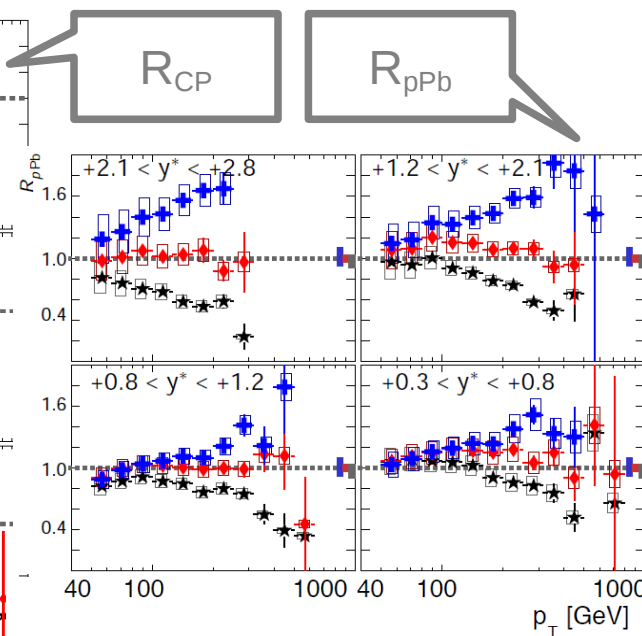 R_CP R_pPb
R_pPb
+2.1 < y* < +2.8 +1.2 < y* < +2.1
1.6
1.0
0.4
+0.8 < y* < +1.2 +0.3 < y* < +0.8
1.6
1.0
0.4
40 100 1000 40 100 1000
p_T [GeV]